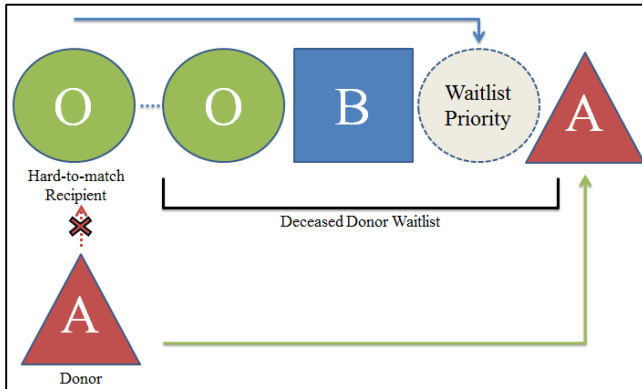 O
O
B
Waitlist
Priority
A
Hard-to-match
Recipient
Deceased Donor Waitlist
A
Donor